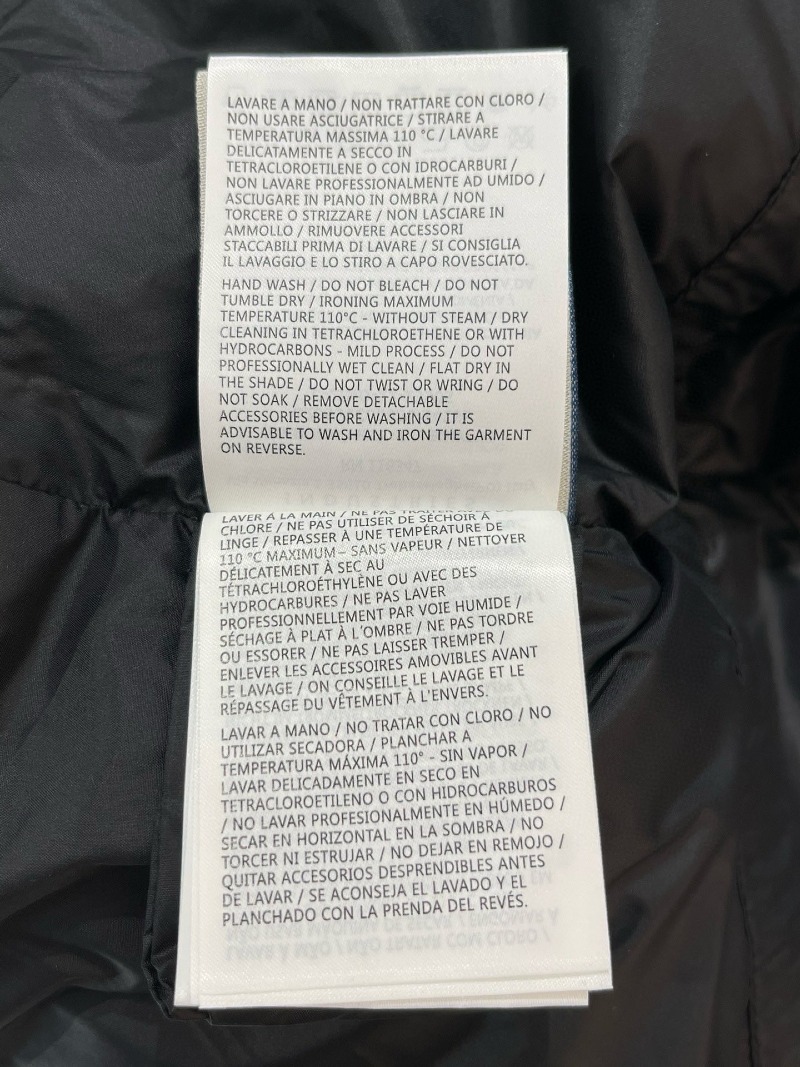 LAVARE A MANO / NON TRATTARE CON CLORO /
NON USARE ASCIUGATRICE / STIRARE A
TEMPERATURA MASSIMA 110 °C / LAVARE
DELICATAMENTE A SECCO IN
TETRACLOROETILENE O CON IDROCARBURI /
NON LAVARE PROFESSIONALMENTE AD UMIDO /
ASCIUGARE IN PIANO IN OMBRA / NON
TORCERE O STRIZZARE / NON LASCIARE IN
AMMOLLO / RIMUOVERE ACCESSORI
STACCABILI PRIMA DI LAVARE / SI CONSIGLIA
IL LAVAGGIO E LO STIRO A CAPO ROVESCIATO.
HAND WASH / DO NOT BLEACH / DO NOT
TUMBLE DRY / IRONING MAXIMUM
TEMPERATURE 110°C - WITHOUT STEAM / DRY
CLEANING IN TETRACHLOROETHENE OR WITH
HYDROCARBONS - MILD PROCESS / DO NOT
PROFESSIONALLY WET CLEAN / FLAT DRY IN
THE SHADE / DO NOT TWIST OR WRING / DO
NOT SOAK / REMOVE DETACHABLE
ACCESSORIES BEFORE WASHING / IT IS
ADVISABLE TO WASH AND IRON THE GARMENT
ON REVERSE.
LAVER À LA MAIN / NE PAS TRAITER AVEC DU
CHLORE / NE PAS UTILISER DE SÉCHOIR À
LINGE / REPASSER À UNE TEMPÉRATURE DE
110 °C MAXIMUM– SANS VAPEUR / NETTOYER
DÉLICATEMENT À SEC AU
TÉTRACHLOROÉTHYLÈNE OU AVEC DES
HYDROCARBURES / NE PAS LAVER
PROFESSIONNELLEMENT PAR VOIE HUMIDE /
SÉCHAGE À PLAT À L'OMBRE / NE PAS TORDRE
OU ESSORER / NE PAS LAISSER TREMPER /
ENLEVER LES ACCESSOIRES AMOVIBLES AVANT
LE LAVAGE / ON CONSEILLE LE LAVAGE ET LE
RÉPASSAGE DU VÊTEMENT À L'ENVERS.
LAVAR A MANO / NO TRATAR CON CLORO / NO
UTILIZAR SECADORA / PLANCHAR A
TEMPERATURA MÁXIMA 110° - SIN VAPOR /
LAVAR DELICADAMENTE EN SECO EN
TETRACLOROETILENO O CON HIDROCARBUROS
/ NO LAVAR PROFESIONALMENTE EN HÚMEDO /
SECAR EN HORIZONTAL EN LA SOMBRA / NO
TORCER NI ESTRUJAR / NO DEJAR EN REMOJO /
QUITAR ACCESORIOS DESPRENDIBLES ANTES
DE LAVAR / SE ACONSEJA EL LAVADO Y EL
PLANCHADO CON LA PRENDA DEL REVÉS.